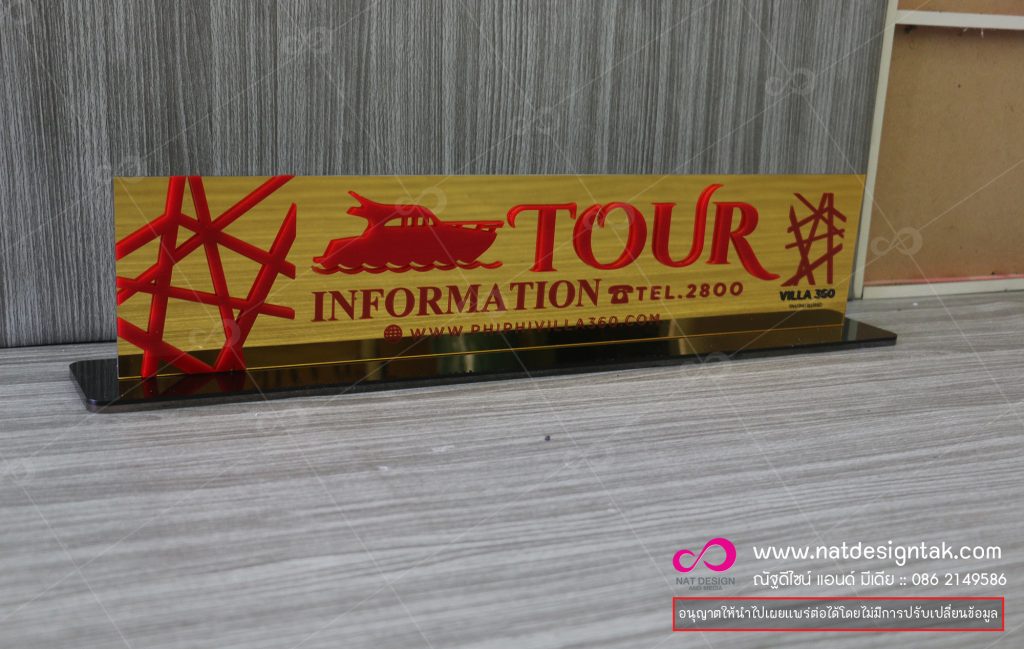 TOUR
INFORMATION ☎TEL.2800
WWW.PHIPHIVILLA360.COM
VILLA 360
www.natdesigntak.com
NAT DESIGN
AND MEDIA
ณัฐดีไซน์ แอนด์ มีเดีย :: 086 2149586
อนุญาตให้นำไปเผยแพร่ต่อได้โดยไม่มีการปรับเปลี่ยนข้อมูล